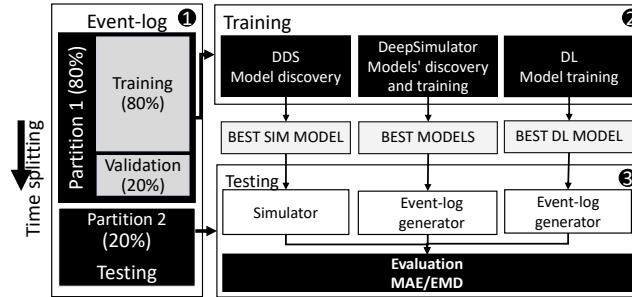 Event-log
❶
Time splitting
Partition 1 (80%)
Training
(80%)
Validation
(20%)
Partition 2
(20%)
Testing
Training
❷
DDS
Model discovery
DeepSimulator
Models' discovery
and training
DL
Model training
BEST SIM MODEL
BEST MODELS
BEST DL MODEL
Testing
❸
Simulator
Event-log
generator
Event-log
generator
Evaluation
MAE/EMD